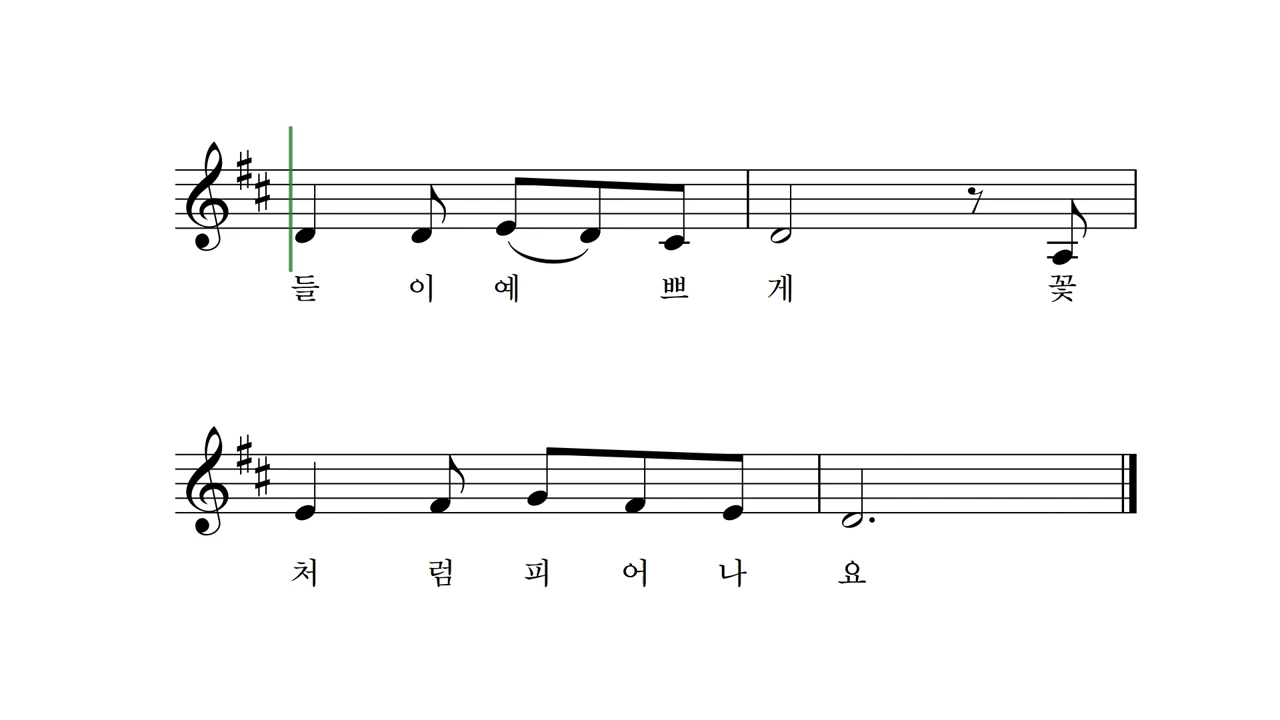 들 이 예 쁘 게 꽃
처 럼 피 어 나 요